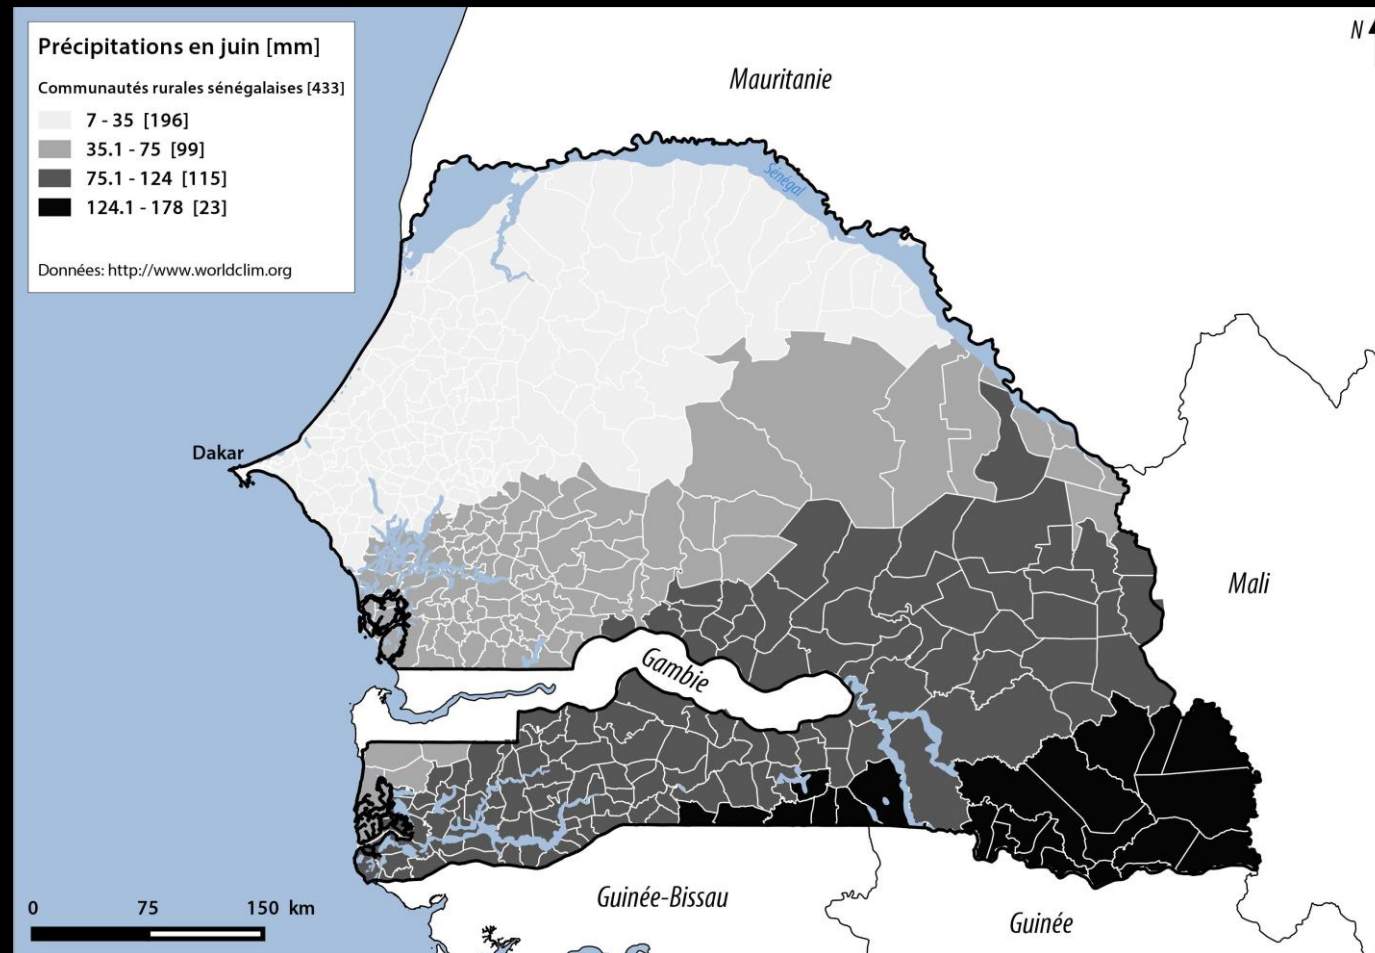 Précipitations en juin [mm]
Communautés rurales sénégalaises [433]
7 - 35 [196]
35.1 - 75 [99]
75.1 - 124 [115]
124.1 - 178 [23]
Données: http://www.worldclim.org
N
Mauritanie
Sénégal
Dakar
Mali
Gambie
Guinée-Bissau
Guinée
0 75 150 km